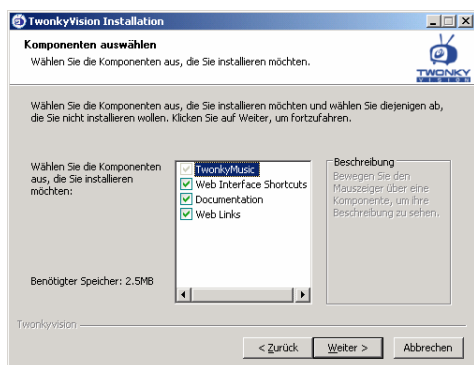 TwonkyVision Installation
Komponenten auswählen
Wählen Sie die Komponenten aus, die Sie installieren möchten.
TWONKY
VISION
Wählen Sie die Komponenten aus, die Sie installieren möchten und wählen Sie diejenigen ab,
die Sie nicht installieren wollen. Klicken Sie auf Weiter, um fortzufahren.
Wählen Sie die Komponenten
aus, die Sie installieren
möchten:
TwonkyMusic
Web Interface Shortcuts
Documentation
Web Links
Beschreibung
Bewegen Sie den
Mauszeiger über eine
Komponente, um ihre
Beschreibung zu sehen.
Benötigter Speicher: 2.5MB
Twonkyvision
< Zurück
Weiter >
Abbrechen